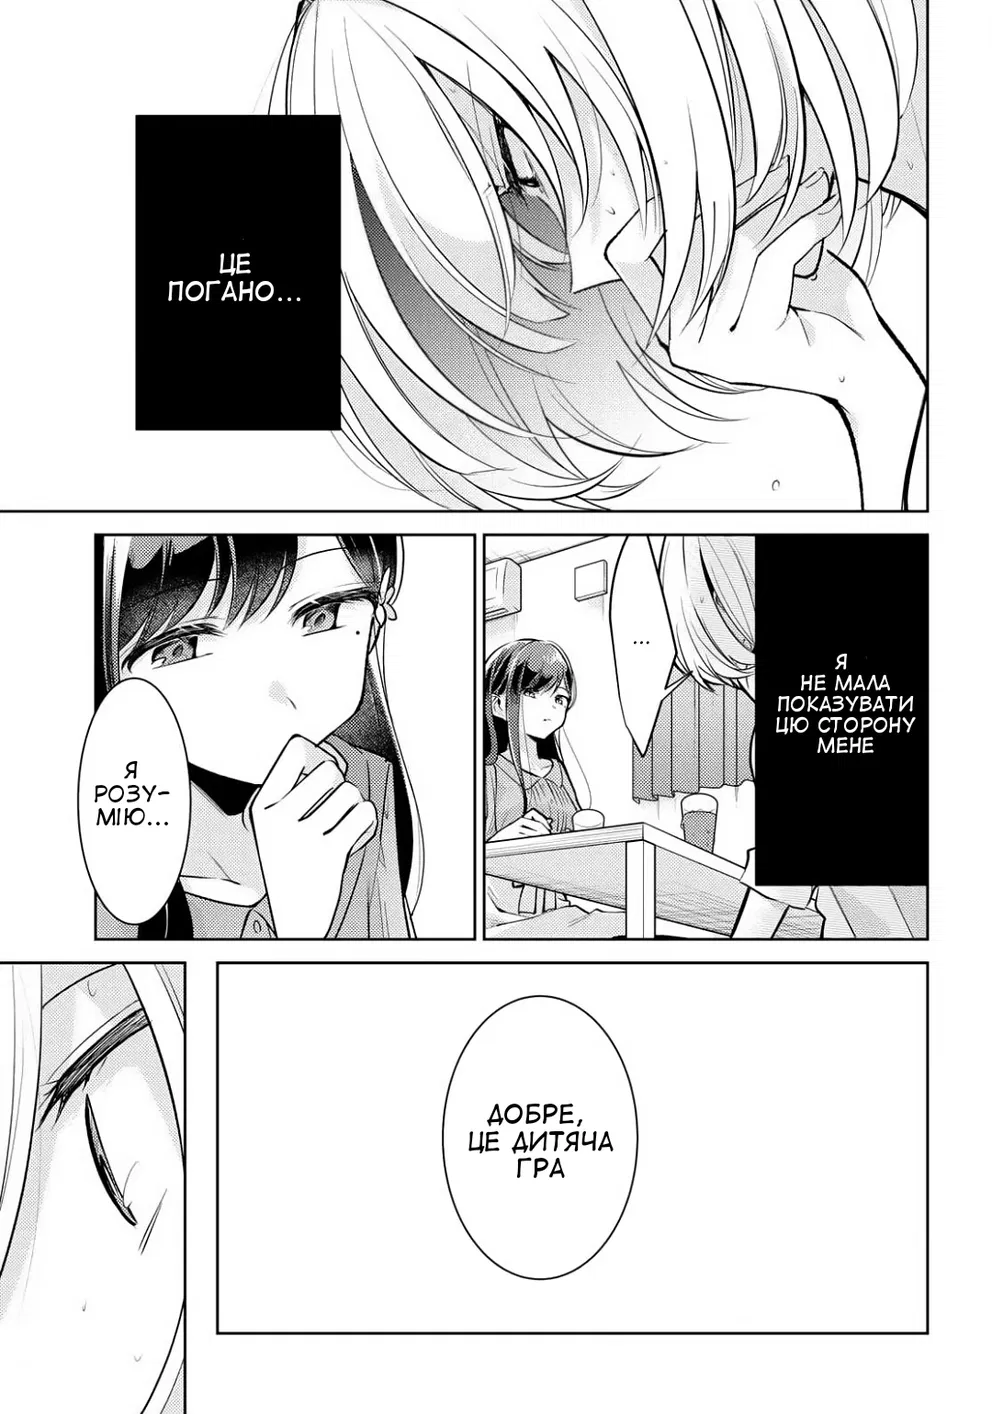 ЦЕ
ПОГАНО...
Я
НЕ МАЛА
ПОКАЗУВАТИ
ЦЮ СТОРОНУ
МЕНЕ
...
Я
РОЗУ-
МІЮ...
ДОБРЕ,
ЦЕ ДИТЯЧА
ГРА